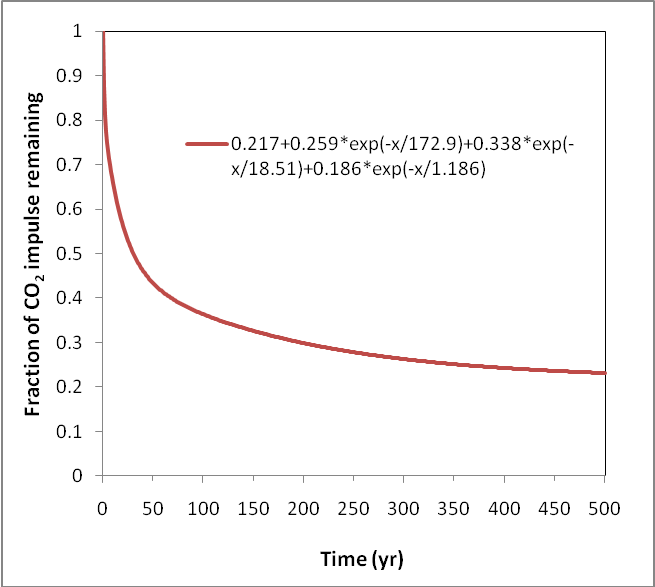 1
0.9
0.8
0.7
0.6
0.5
0.4
0.3
0.2
0.1
0
Fraction of CO₂ impulse remaining
0.217+0.259*exp(-x/172.9)+0.338*exp(-
x/18.51)+0.186*exp(-x/1.186)
0 50 100 150 200 250 300 350 400 450 500
Time (yr)